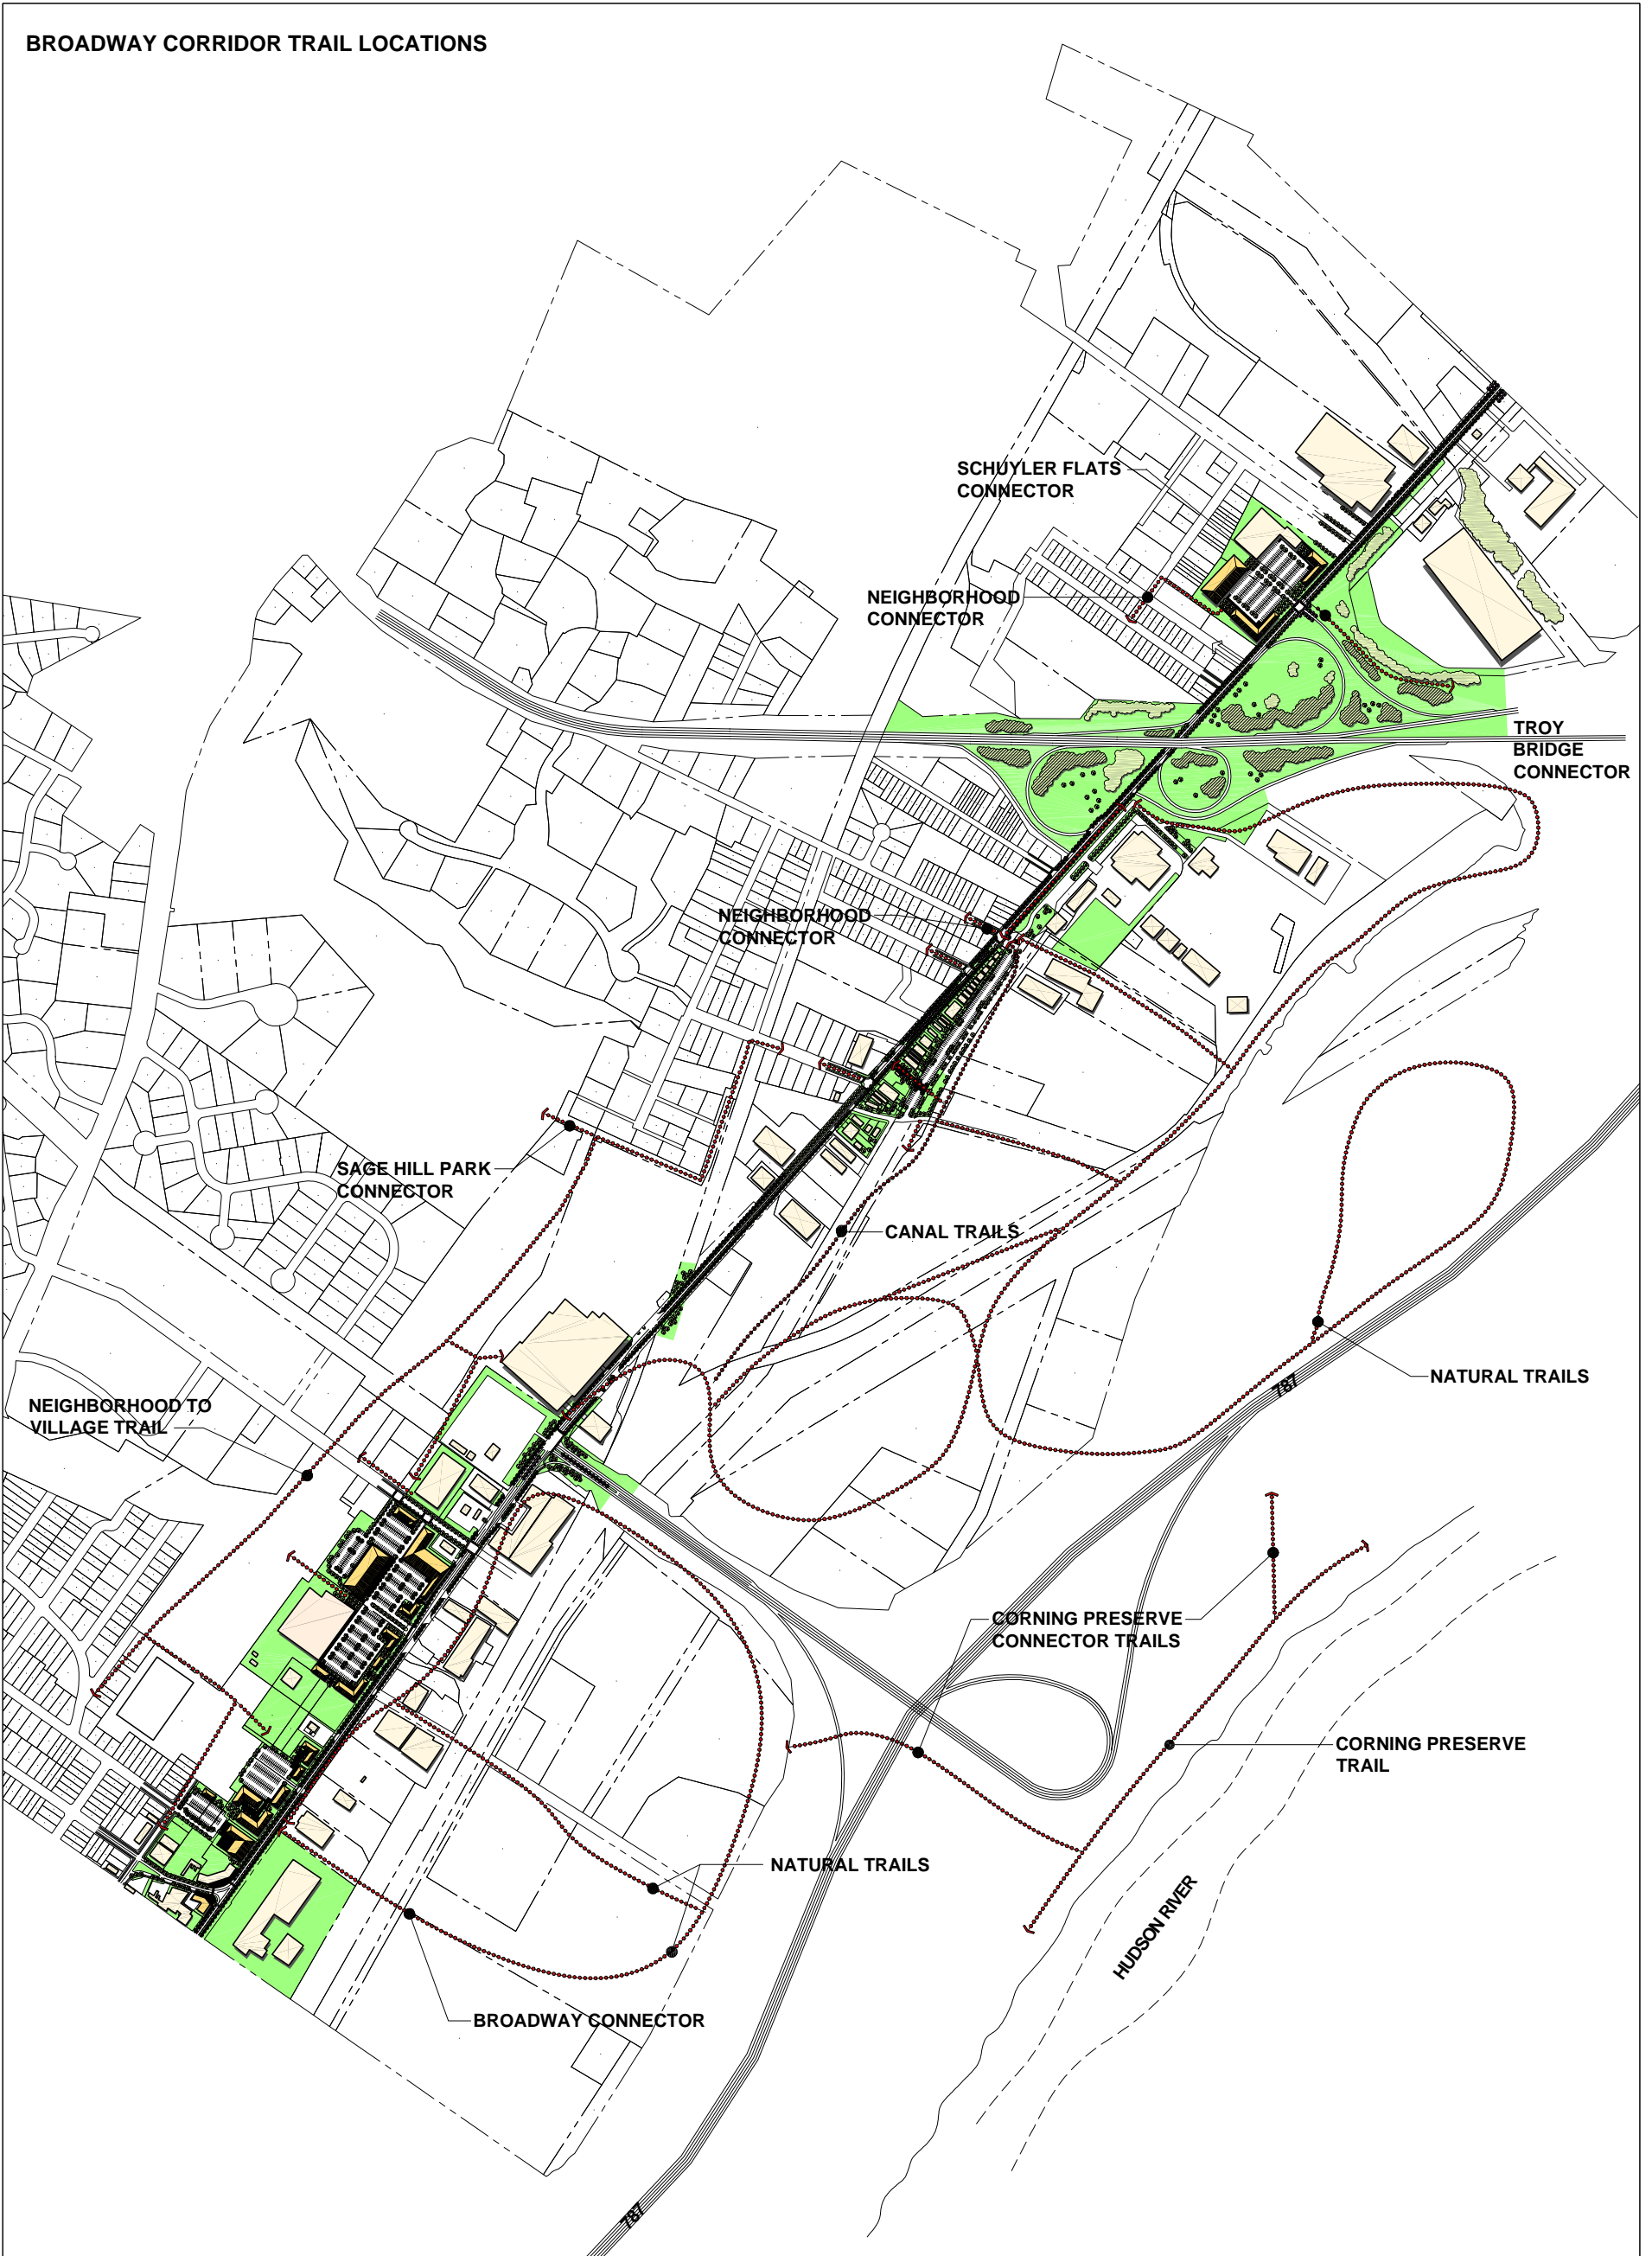 BROADWAY CORRIDOR TRAIL LOCATIONS
SCHUYLER FLATS
CONNECTOR
NEIGHBORHOOD
CONNECTOR
TROY
BRIDGE
CONNECTOR
NEIGHBORHOOD
CONNECTOR
SAGE HILL PARK
CONNECTOR
CANAL TRAILS
NATURAL TRAILS
787
NEIGHBORHOOD TO
VILLAGE TRAIL
CORNING PRESERVE
CONNECTOR TRAILS
CORNING PRESERVE
TRAIL
NATURAL TRAILS
HUDSON RIVER
BROADWAY CONNECTOR
787